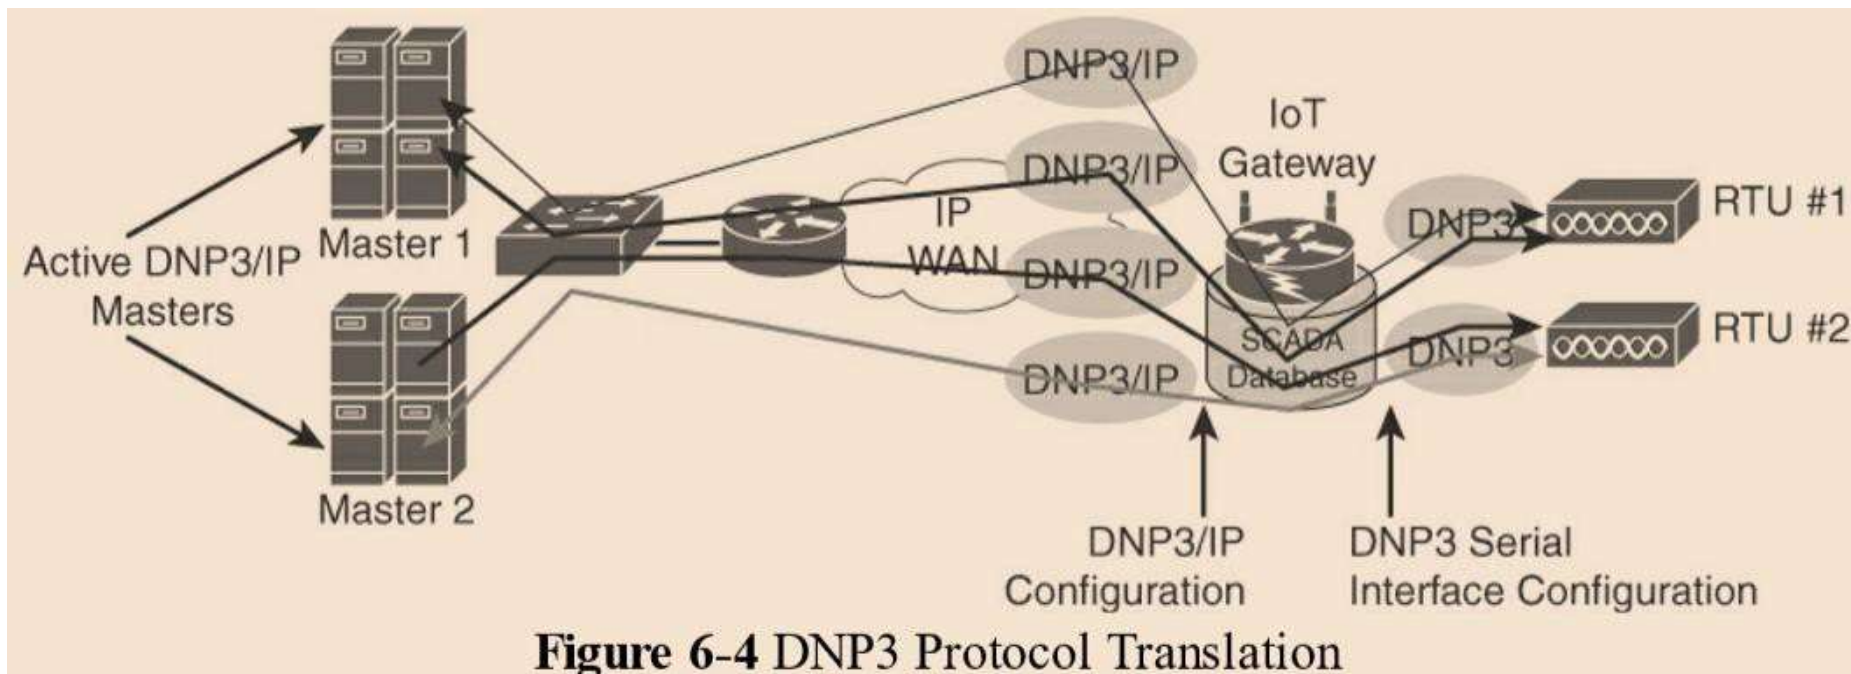 DNP3/IP
IoT
Gateway
DNP3/IP
DNP3
RTU #1
IP
WAN
Active DNP3/IP
Masters
Master 1
DNP3/IP
SCADA
Database
DNP3
RTU #2
DNP3/IP
Master 2
DNP3/IP
Configuration
DNP3 Serial
Interface Configuration
Figure 6-4 DNP3 Protocol Translation